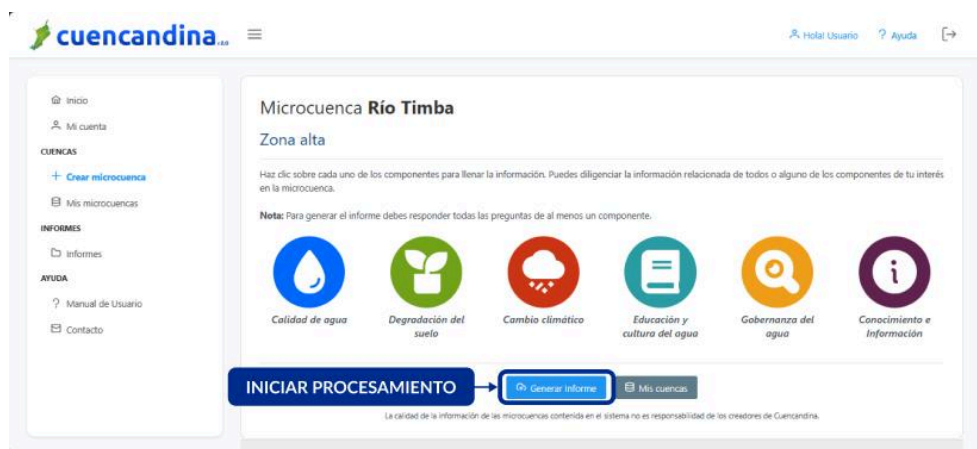 cuencandina v.2.0
Hola! Usuario
? Ayuda
Inicio
Mi cuenta
CUENCAS
+ Crear microcuenca
Mis microcuencas
INFORMES
Informes
AYUDA
? Manual de Usuario
Contacto
Microcuenca Río Timba
Zona alta
Haz clic sobre cada uno de los componentes para llenar la información. Puedes diligenciar la información relacionada de todos o alguno de los componentes de tu interés
en la microcuenca.
Nota: Para generar el informe debes responder todas las preguntas de al menos un componente.
Calidad de agua
Degradación del
suelo
Cambio climático
Educación y
cultura del agua
Gobernanza del
agua
Conocimiento e
Información
INICIAR PROCESAMIENTO
Generar Informe
Mis cuencas
La calidad de la información de las microcuencas contenida en el sistema no es responsabilidad de los creadores de Cuencandina.